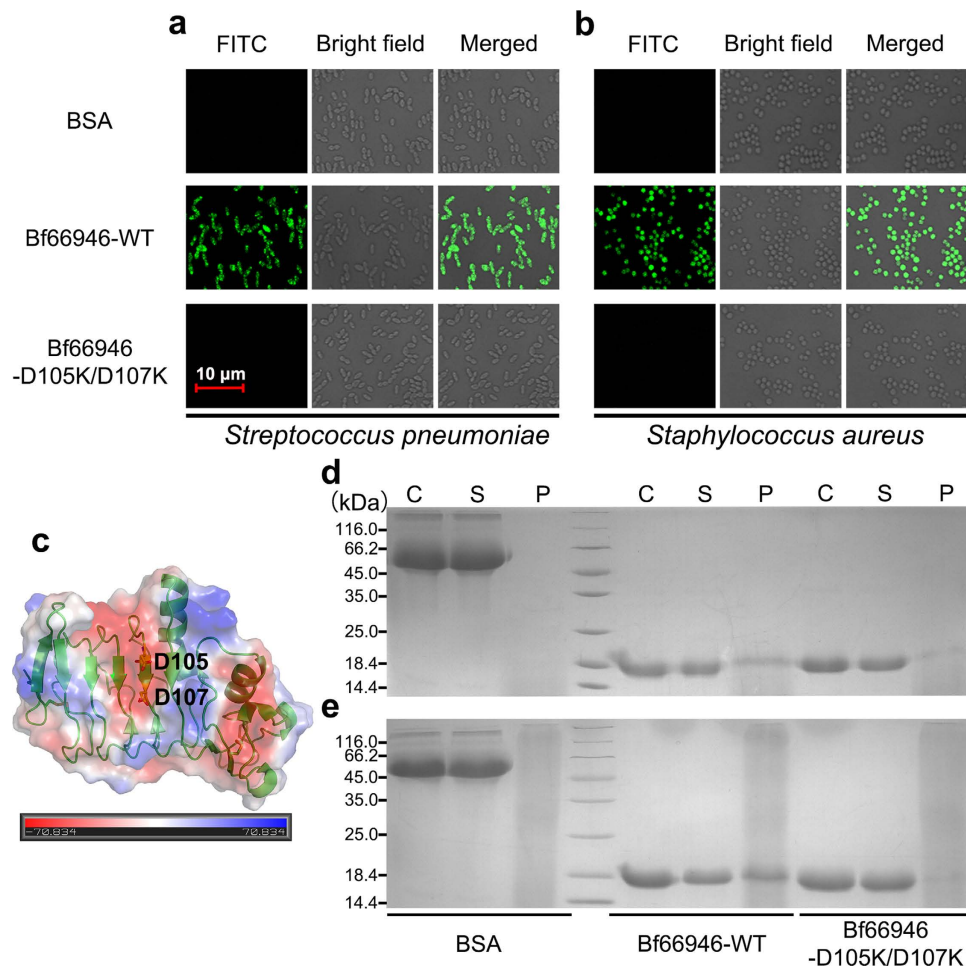 a
FITC Bright field Merged
b
FITC Bright field Merged
BSA
Bf66946-WT
Bf66946
-D105K/D107K
10 µm
Streptococcus pneumoniae
Staphylococcus aureus
c
D105
D107
-70.834 70.834
d
(kDa) C S P C S P C S P
116.0
66.2
45.0
35.0
25.0
18.4
14.4
e
116.0
66.2
45.0
35.0
25.0
18.4
14.4
BSA
Bf66946-WT
Bf66946
-D105K/D107K